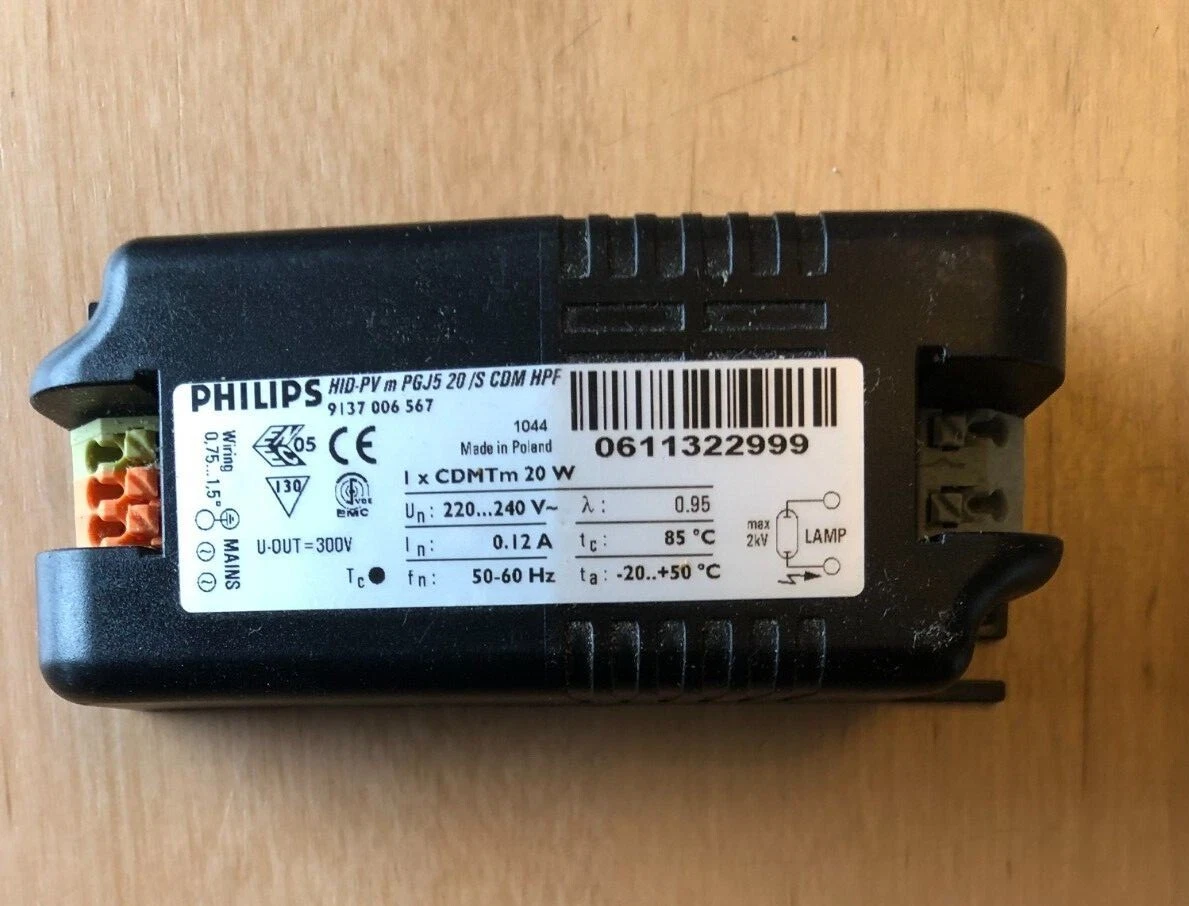 PHILIPS HID-PV m PGJ5 20 /S CDM HPF
9137 006 567
1044
Made in Poland
0611322999
05
CE
130
VDE
EMC
Wiring
0,75...1,5
MAINS
U-OUT = 300V
Tc
1 x CDMTm 20 W
Un: 220...240 V~ λ: 0.95
In: 0.12 A tc: 85 °C
fn: 50-60 Hz ta: -20..+50 °C
max
2kV
LAMP